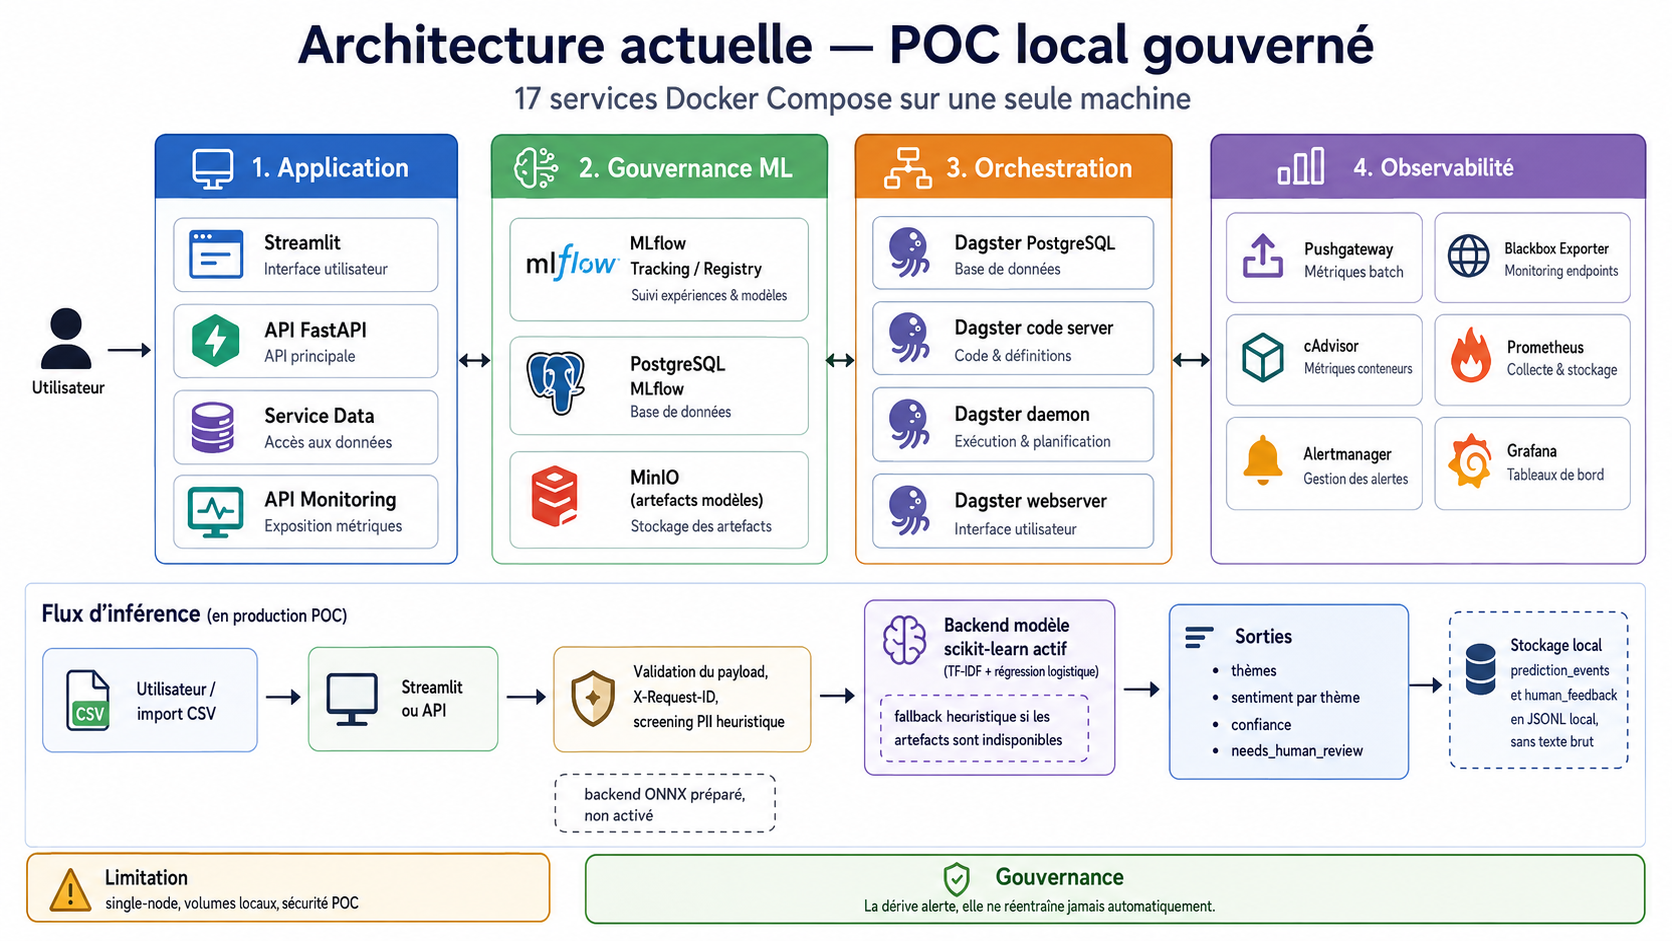 Architecture actuelle — POC local gouverné
17 services Docker Compose sur une seule machine
Utilisateur
1. Application
Streamlit
Interface utilisateur
API FastAPI
API principale
Service Data
Accès aux données
API Monitoring
Exposition métriques
2. Gouvernance ML
mlflow
MLflow
Tracking / Registry
Suivi expériences & modèles
PostgreSQL
MLflow
Base de données
MinIO
(artefacts modèles)
Stockage des artefacts
3. Orchestration
Dagster PostgreSQL
Base de données
Dagster code server
Code & définitions
Dagster daemon
Exécution & planification
Dagster webserver
Interface utilisateur
4. Observabilité
Pushgateway
Métriques batch
Blackbox Exporter
Monitoring endpoints
cAdvisor
Métriques conteneurs
Prometheus
Collecte & stockage
Alertmanager
Gestion des alertes
Grafana
Tableaux de bord
Flux d'inférence (en production POC)
CSV
Utilisateur /
import CSV
Streamlit
ou API
Validation du payload,
X-Request-ID,
screening PII heuristique
backend ONNX préparé,
non activé
Backend modèle
scikit-learn actif
(TF-IDF + régression logistique)
fallback heuristique si les
artefacts sont indisponibles
Sorties
• thèmes
• sentiment par thème
• confiance
• needs_human_review
Stockage local
prediction_events
et human_feedback
en JSONL local,
sans texte brut
Limitation
single-node, volumes locaux, sécurité POC
Gouvernance
La dérive alerte, elle ne réentraîne jamais automatiquement.